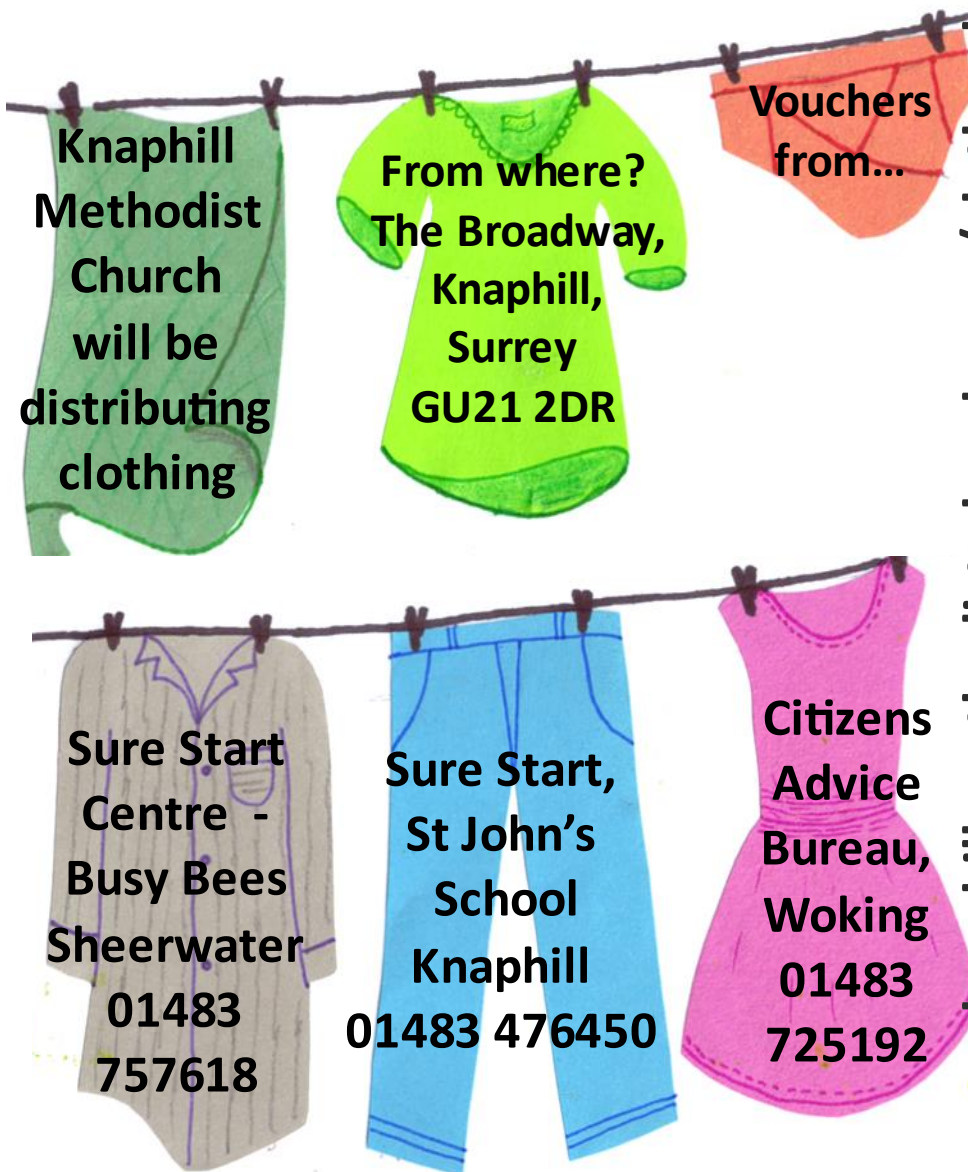 Knaphill
Methodist
Church
will be
distributing
clothing
From where?
The Broadway,
Knaphill,
Surrey
GU21 2DR
Vouchers
from...
Sure Start
Centre -
Busy Bees
Sheerwater
01483
757618
Sure Start,
St John’s
School
Knaphill
01483 476450
Citizens
Advice
Bureau,
Woking
01483
725192